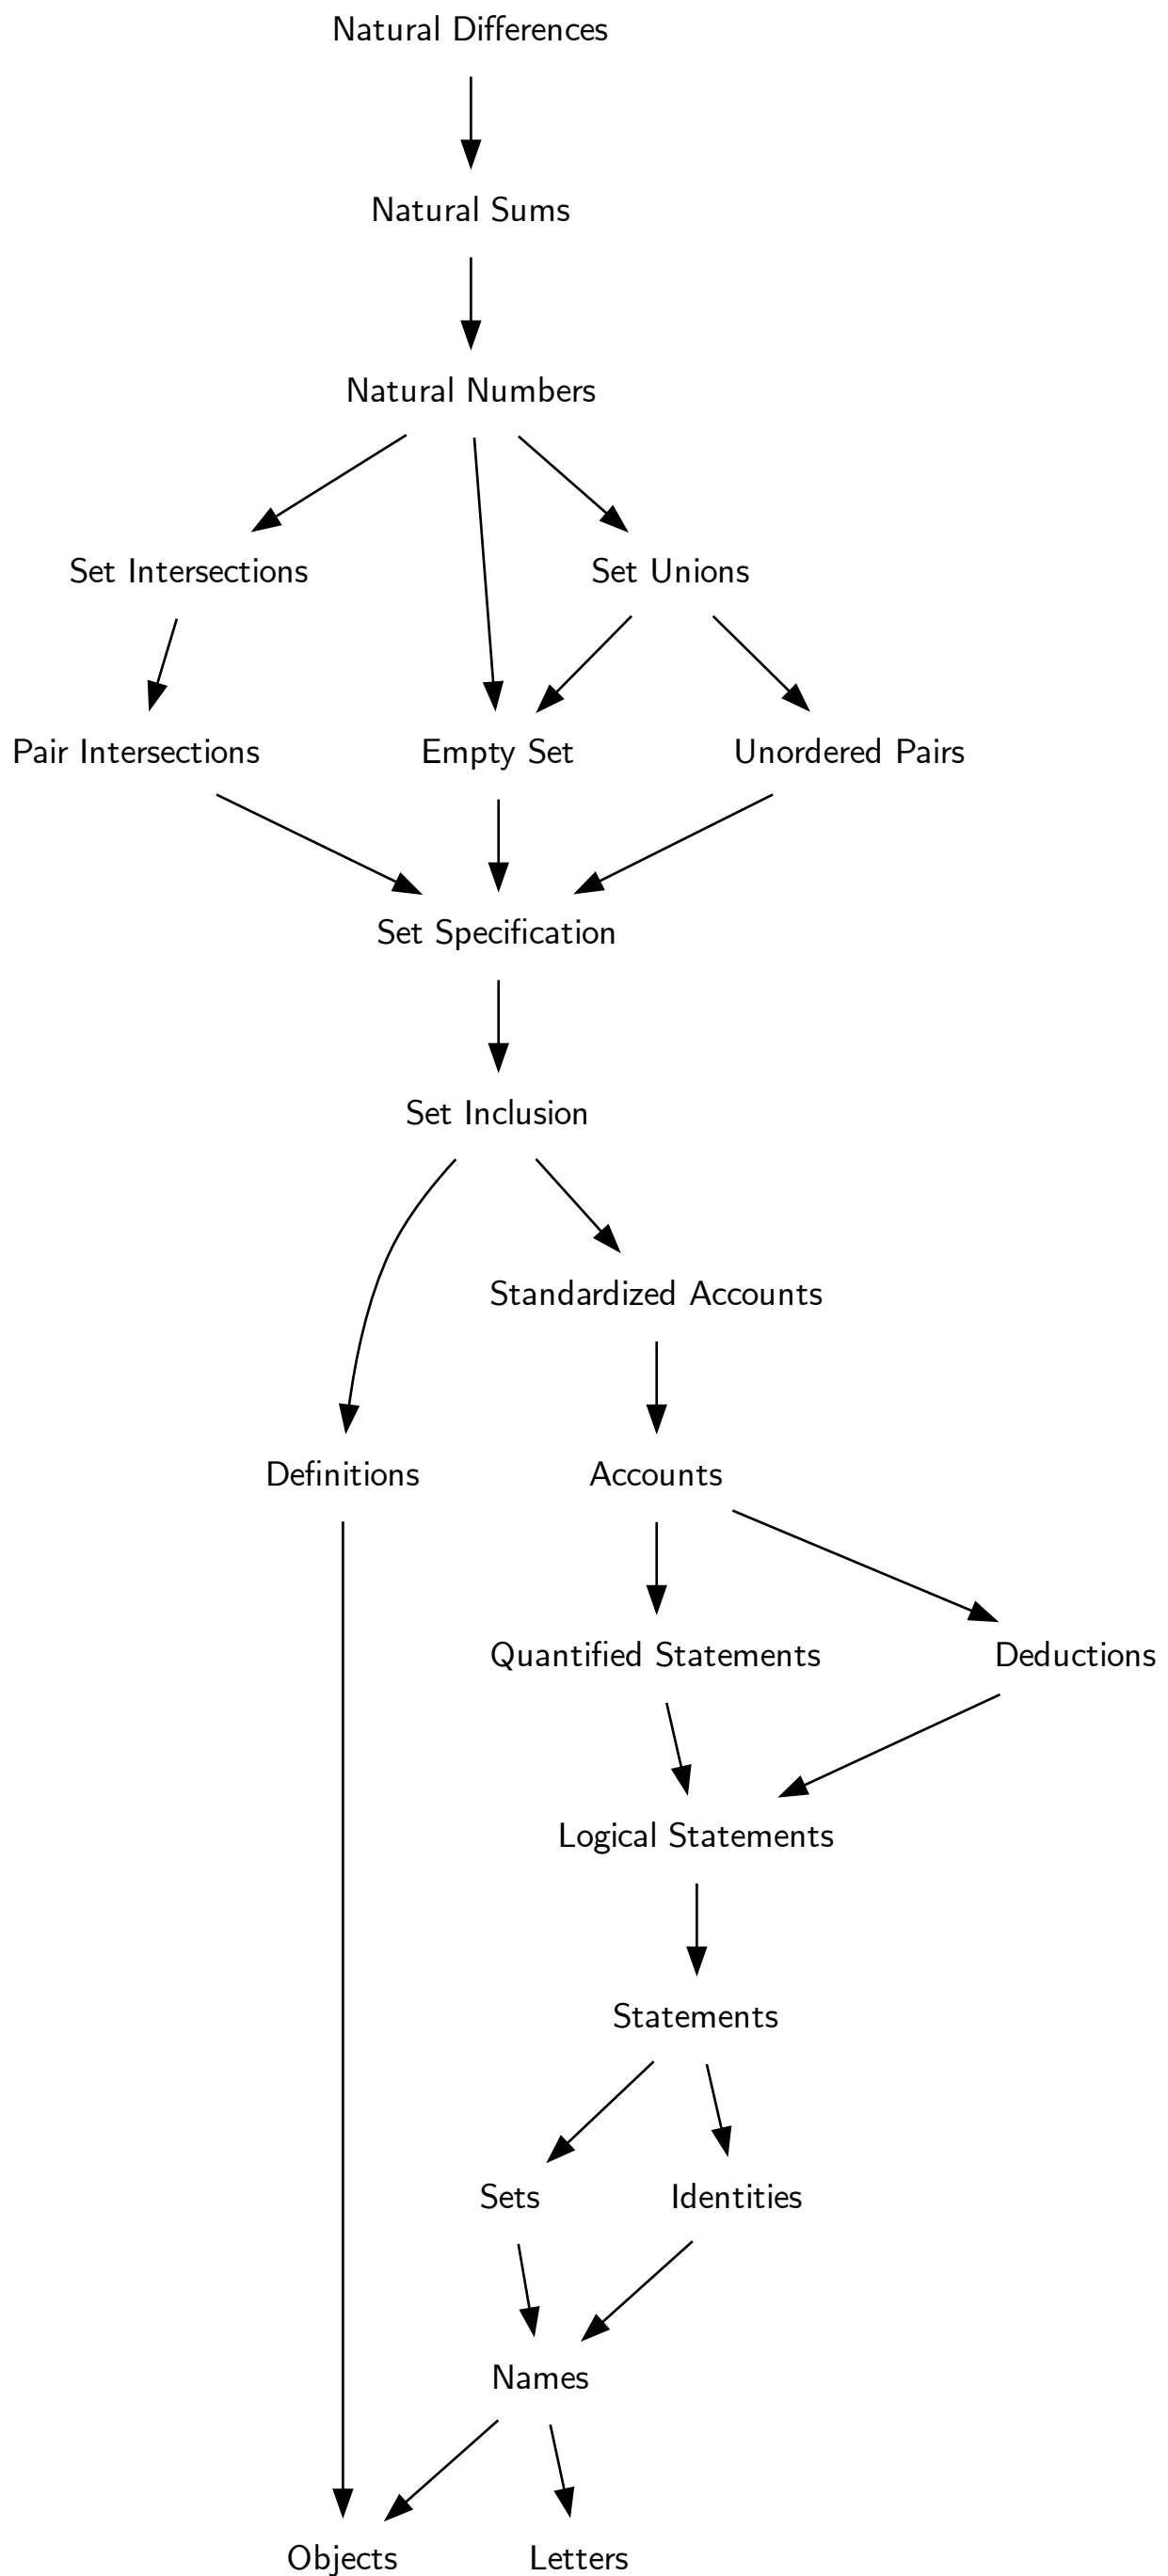 Natural Differences
Natural Sums
Natural Numbers
Set Intersections
Set Unions
Pair Intersections
Empty Set
Unordered Pairs
Set Specification
Set Inclusion
Standardized Accounts
Definitions
Accounts
Quantified Statements
Deductions
Logical Statements
Statements
Sets
Identities
Names
Objects
Letters